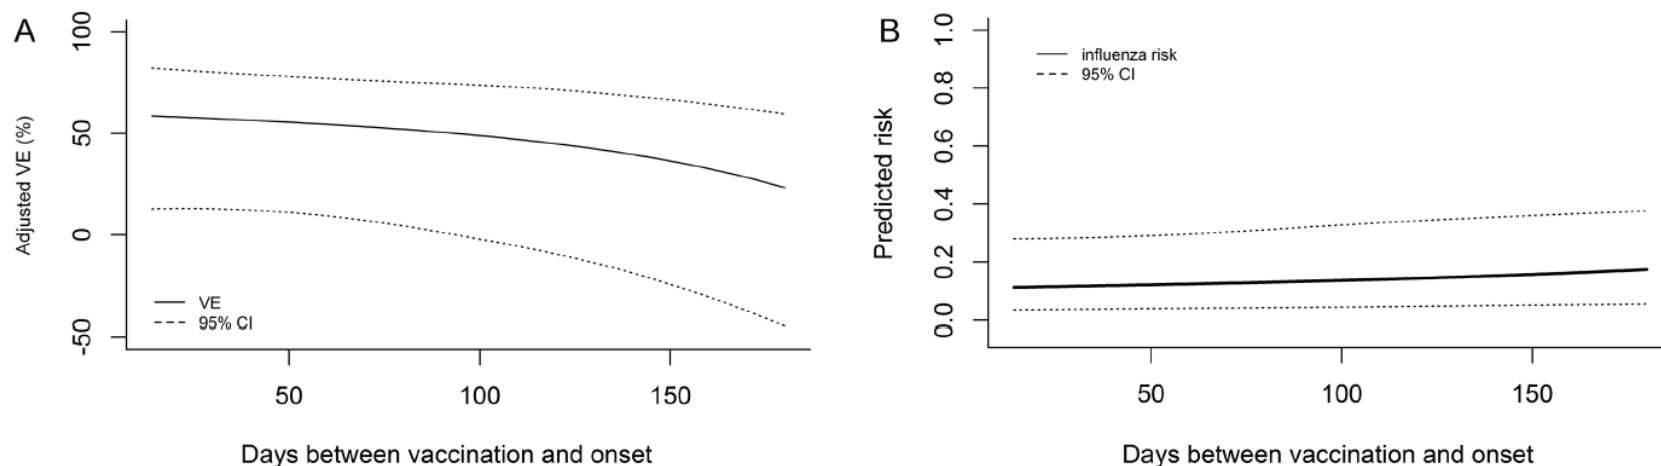 A
Adjusted VE (%)
100
50
0
-50
VE
95% CI
50 100 150
Days between vaccination and onset
B
Predicted risk
1.0
0.8
0.6
0.4
0.2
0.0
influenza risk
95% CI
50 100 150
Days between vaccination and onset